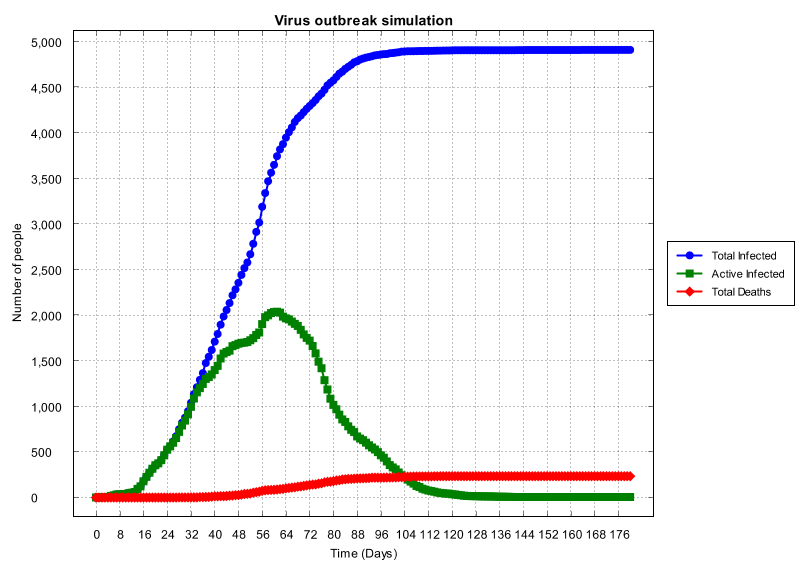 Virus outbreak simulation
5,000
4,500
4,000
3,500
3,000
2,500
2,000
1,500
1,000
500
0
Number of people
0 8 16 24 32 40 48 56 64 72 80 88 96 104 112 120 128 136 144 152 160 168 176
Time (Days)
Total Infected
Active Infected
Total Deaths